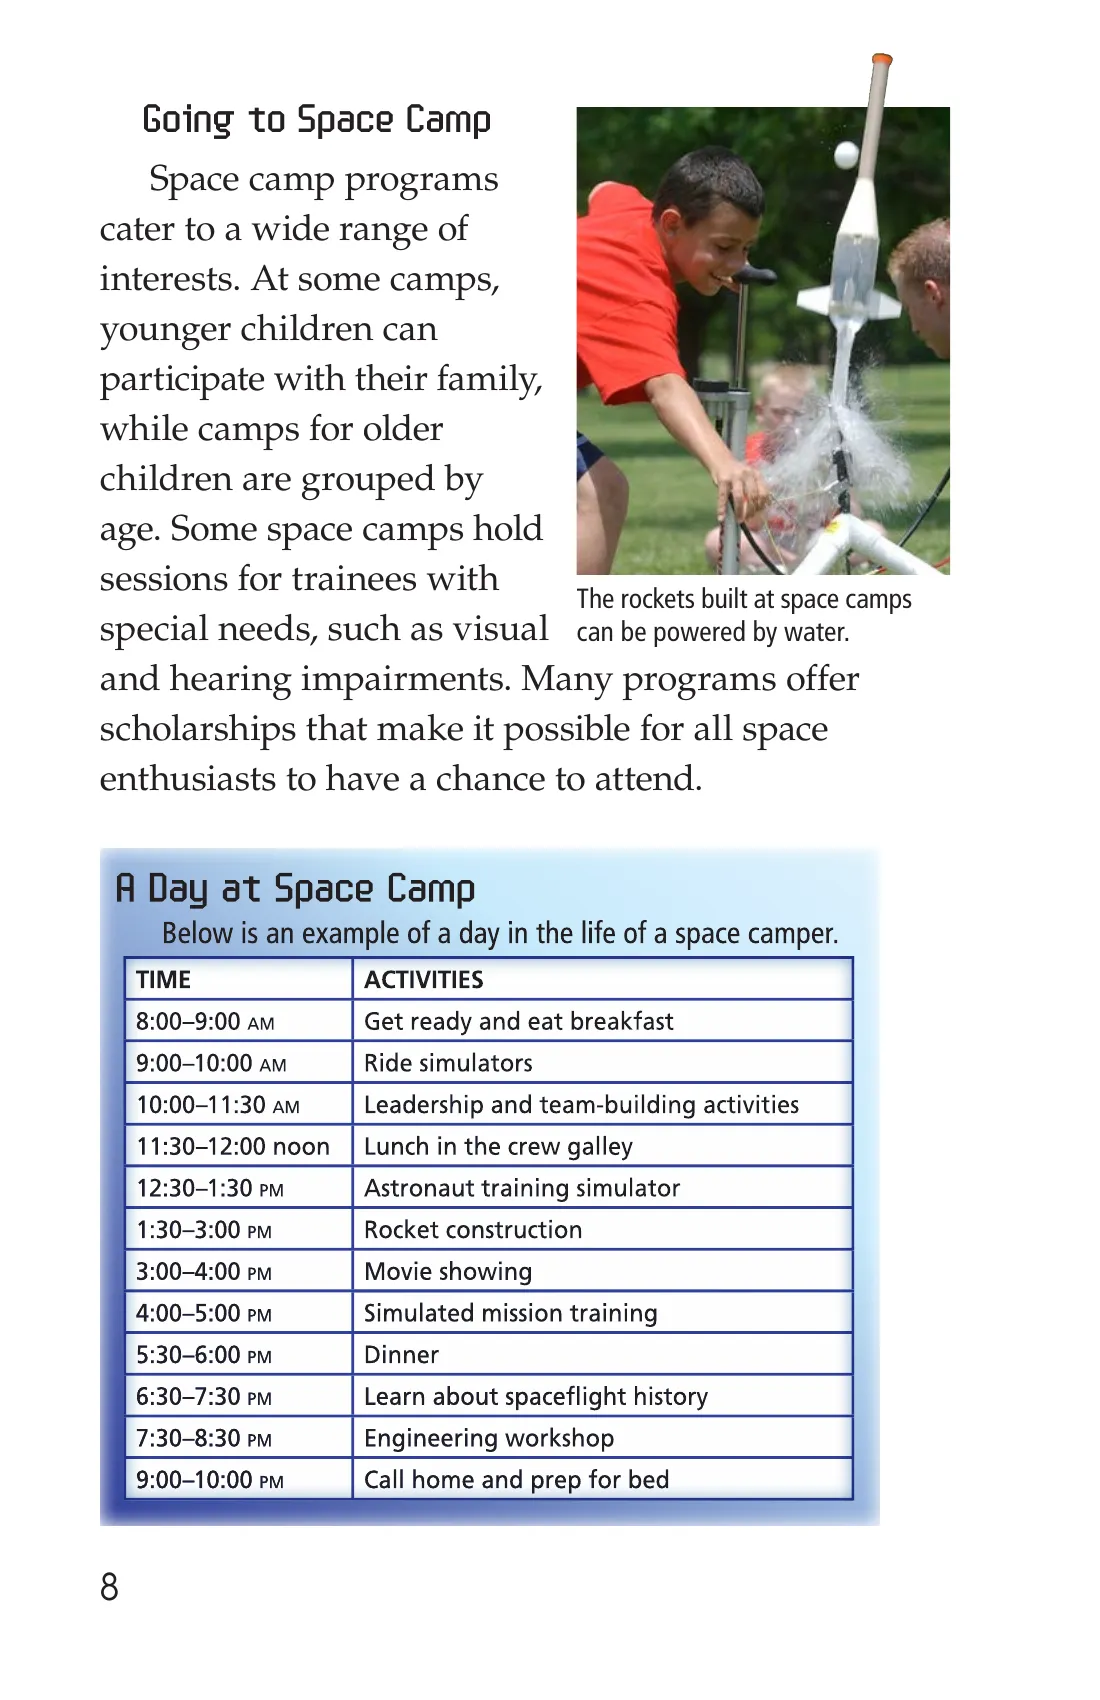 Going to Space Camp
Space camp programs
cater to a wide range of
interests. At some camps,
younger children can
participate with their family,
while camps for older
children are grouped by
age. Some space camps hold
sessions for trainees with
special needs, such as visual
and hearing impairments. Many programs offer
scholarships that make it possible for all space
enthusiasts to have a chance to attend.
The rockets built at space camps
can be powered by water.
A Day at Space Camp
Below is an example of a day in the life of a space camper.
TIME ACTIVITIES
8:00–9:00 AM Get ready and eat breakfast
9:00–10:00 AM Ride simulators
10:00–11:30 AM Leadership and team-building activities
11:30–12:00 noon Lunch in the crew galley
12:30–1:30 PM Astronaut training simulator
1:30–3:00 PM Rocket construction
3:00–4:00 PM Movie showing
4:00–5:00 PM Simulated mission training
5:30–6:00 PM Dinner
6:30–7:30 PM Learn about spaceflight history
7:30–8:30 PM Engineering workshop
9:00–10:00 PM Call home and prep for bed
8